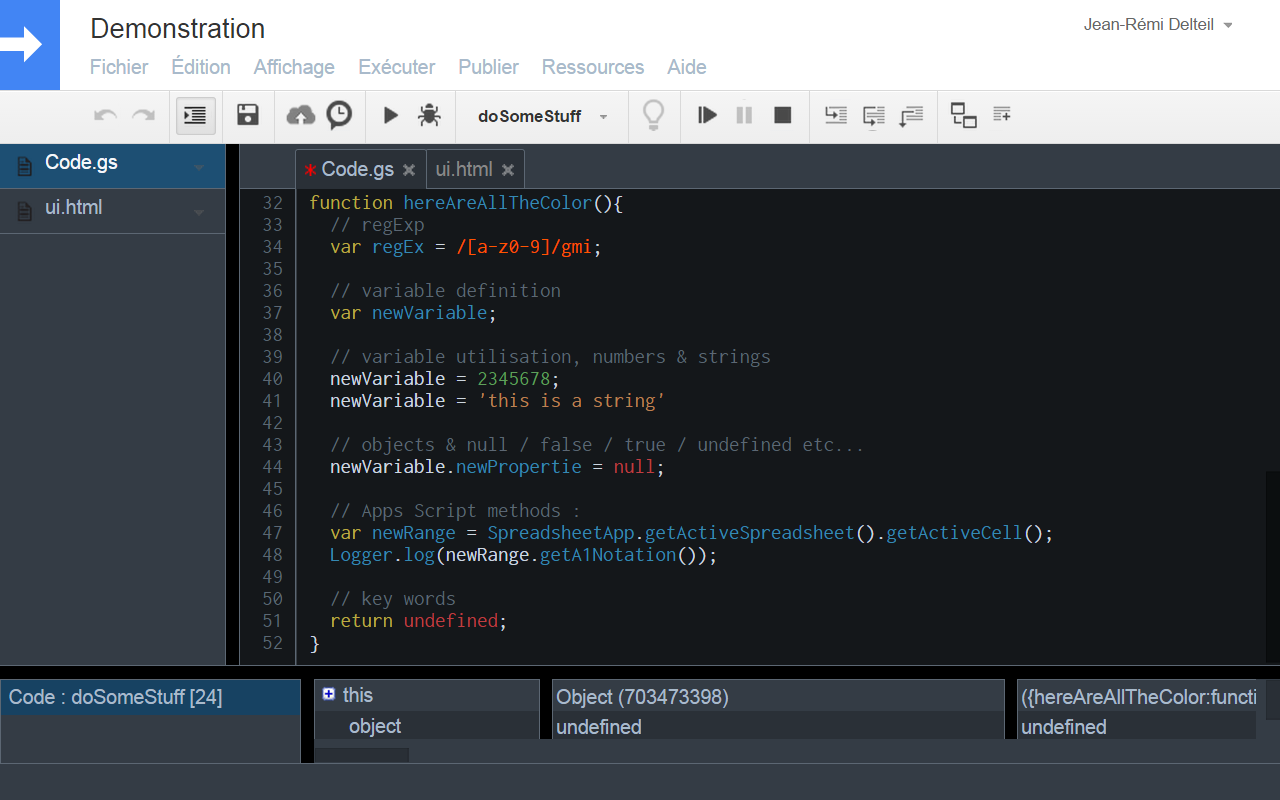 Demonstration
Jean-Rémi Delteil
Fichier Édition Affichage Exécuter Publier Ressources Aide
doSomeStuff
Code.gs
ui.html
* Code.gs ui.html
32 function hereAreAllTheColor(){
33 // regExp
34 var regEx = /[a-z0-9]/gmi;
35
36 // variable definition
37 var newVariable;
38
39 // variable utilisation, numbers & strings
40 newVariable = 2345678;
41 newVariable = 'this is a string'
42
43 // objects & null / false / true / undefined etc...
44 newVariable.newPropertie = null;
45
46 // Apps Script methods :
47 var newRange = SpreadsheetApp.getActiveSpreadsheet().getActiveCell();
48 Logger.log(newRange.getA1Notation());
49
50 // key words
51 return undefined;
52 }
Code : doSomeStuff [24]
this Object (703473398) ({hereAreAllTheColor:functi
object undefined undefined